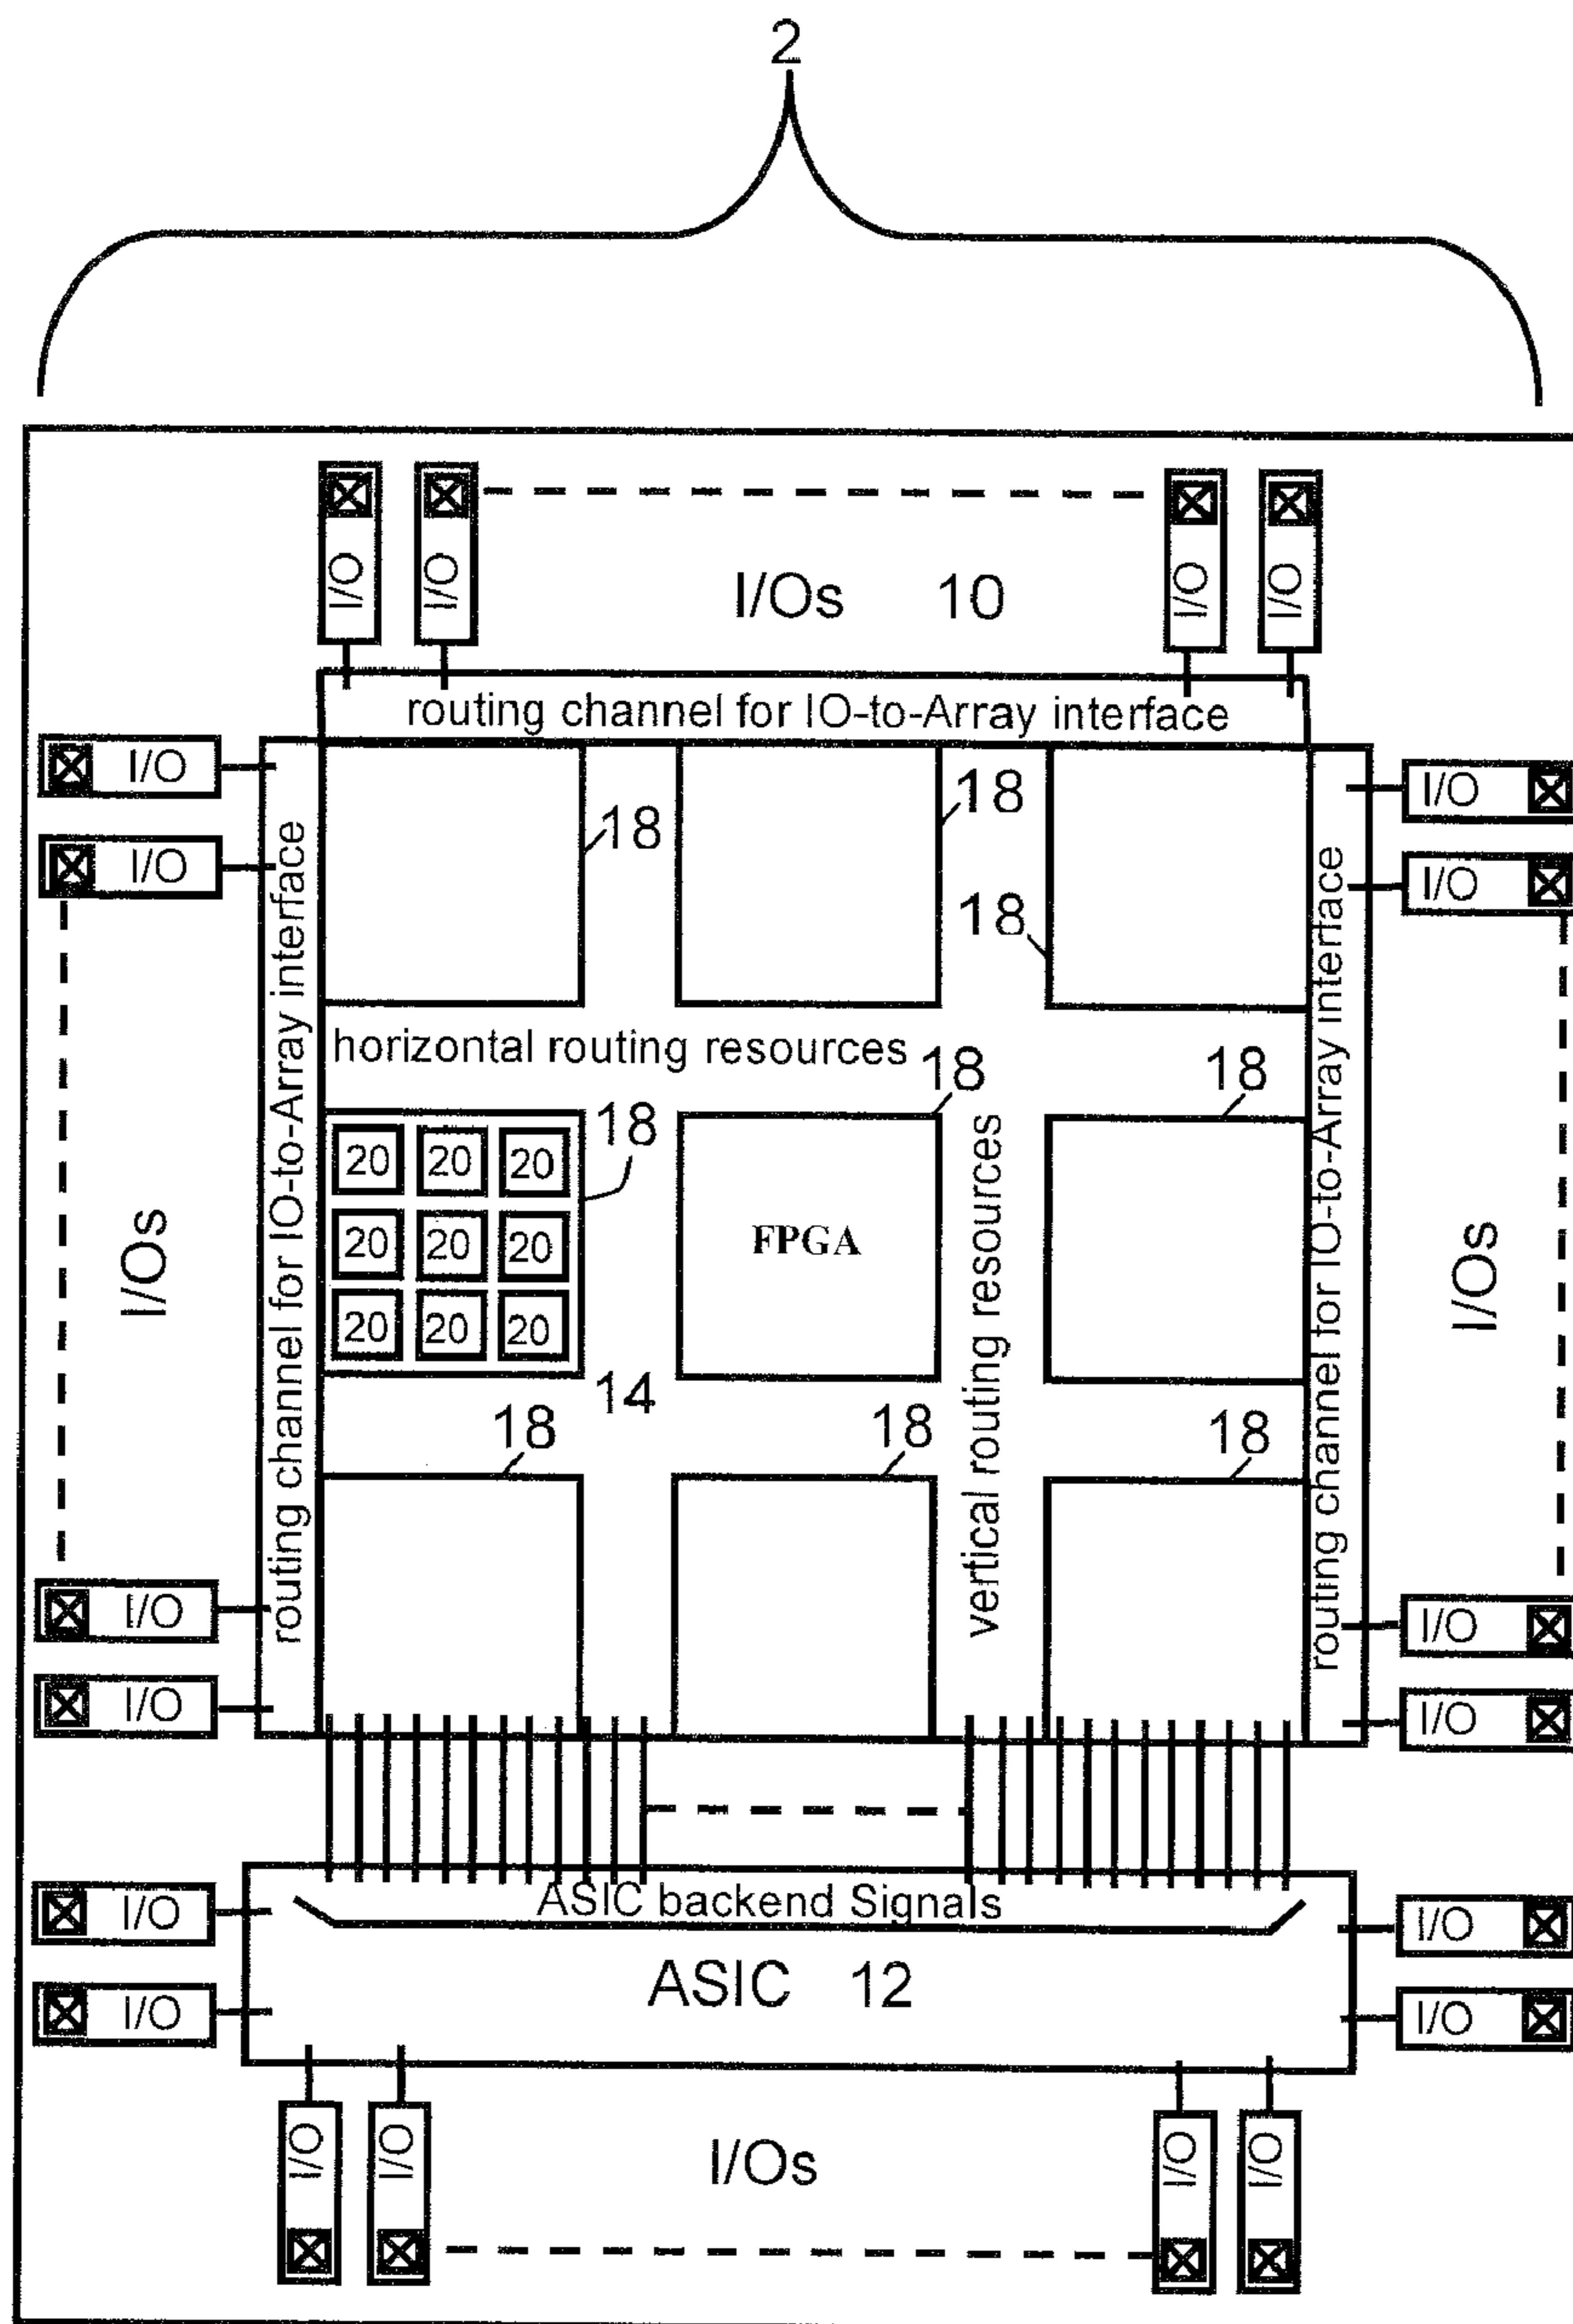 2
I/O
I/O
I/Os 10
I/O
I/O
routing channel for IO-to-Array interface
I/O
I/O
I/O
I/O
I/Os
routing channel for IO-to-Array interface
18
18
18
routing channel for IO-to-Array interface
I/Os
horizontal routing resources
18
18
18
20 20 20
20 20 20
20 20 20
FPGA
vertical routing resources
14
18
18
18
I/O
I/O
I/O
I/O
ASIC backend Signals
ASIC 12
I/O
I/O
I/O
I/O
I/O
I/O
I/Os
I/O
I/O